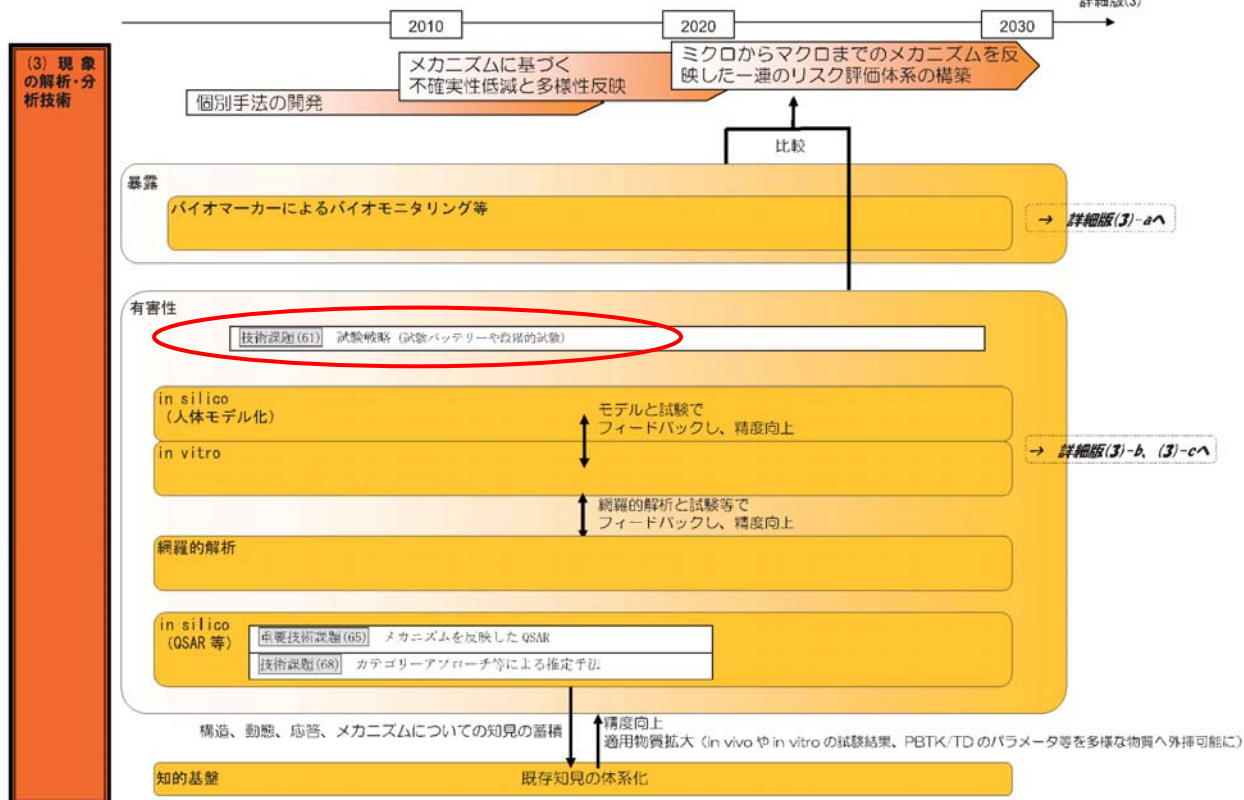 詳細版(3)
2010
2020
2030
(3) 現象
の解析・分
析技術
個別手法の開発
メカニズムに基づく
不確実性低減と多様性反映
ミクロからマクロまでのメカニズムを反
映した一連のリスク評価体系の構築
比較
暴露
バイオマーカーによるバイオモニタリング等
→ 詳細版(3)-aへ
有害性
技術課題(61) 試験戦略(試験バッテリーや段階的試験)
in silico
(人体モデル化)
モデルと試験で
フィードバックし、精度向上
in vitro
→ 詳細版(3)-b、(3)-cへ
網羅的解析と試験等で
フィードバックし、精度向上
網羅的解析
in silico
(QSAR 等)
重要技術課題(65) メカニズムを反映した QSAR
技術課題(68) カテゴリーアプローチ等による推定手法
構造、動態、応答、メカニズムについての知見の蓄積
精度向上
適用物質拡大(in vivo や in vitro の試験結果、PBTK/TD のパラメータ等を多様な物質へ外挿可能に)
知的基盤
既存知見の体系化